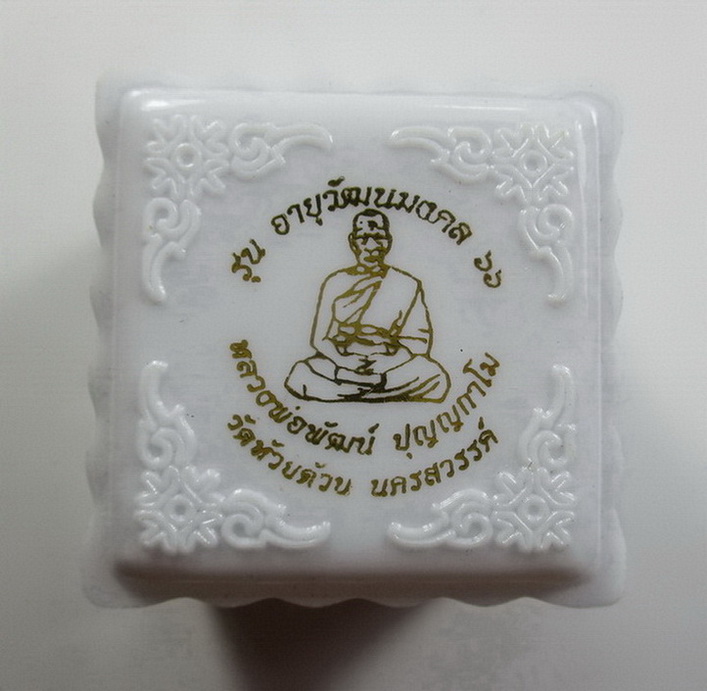 รุ่น อายุวัฒนมงคล ๖๖
หลวงพ่อพัฒน์ ปุญญกาโม
วัดห้วยด้วน นครสวรรค์